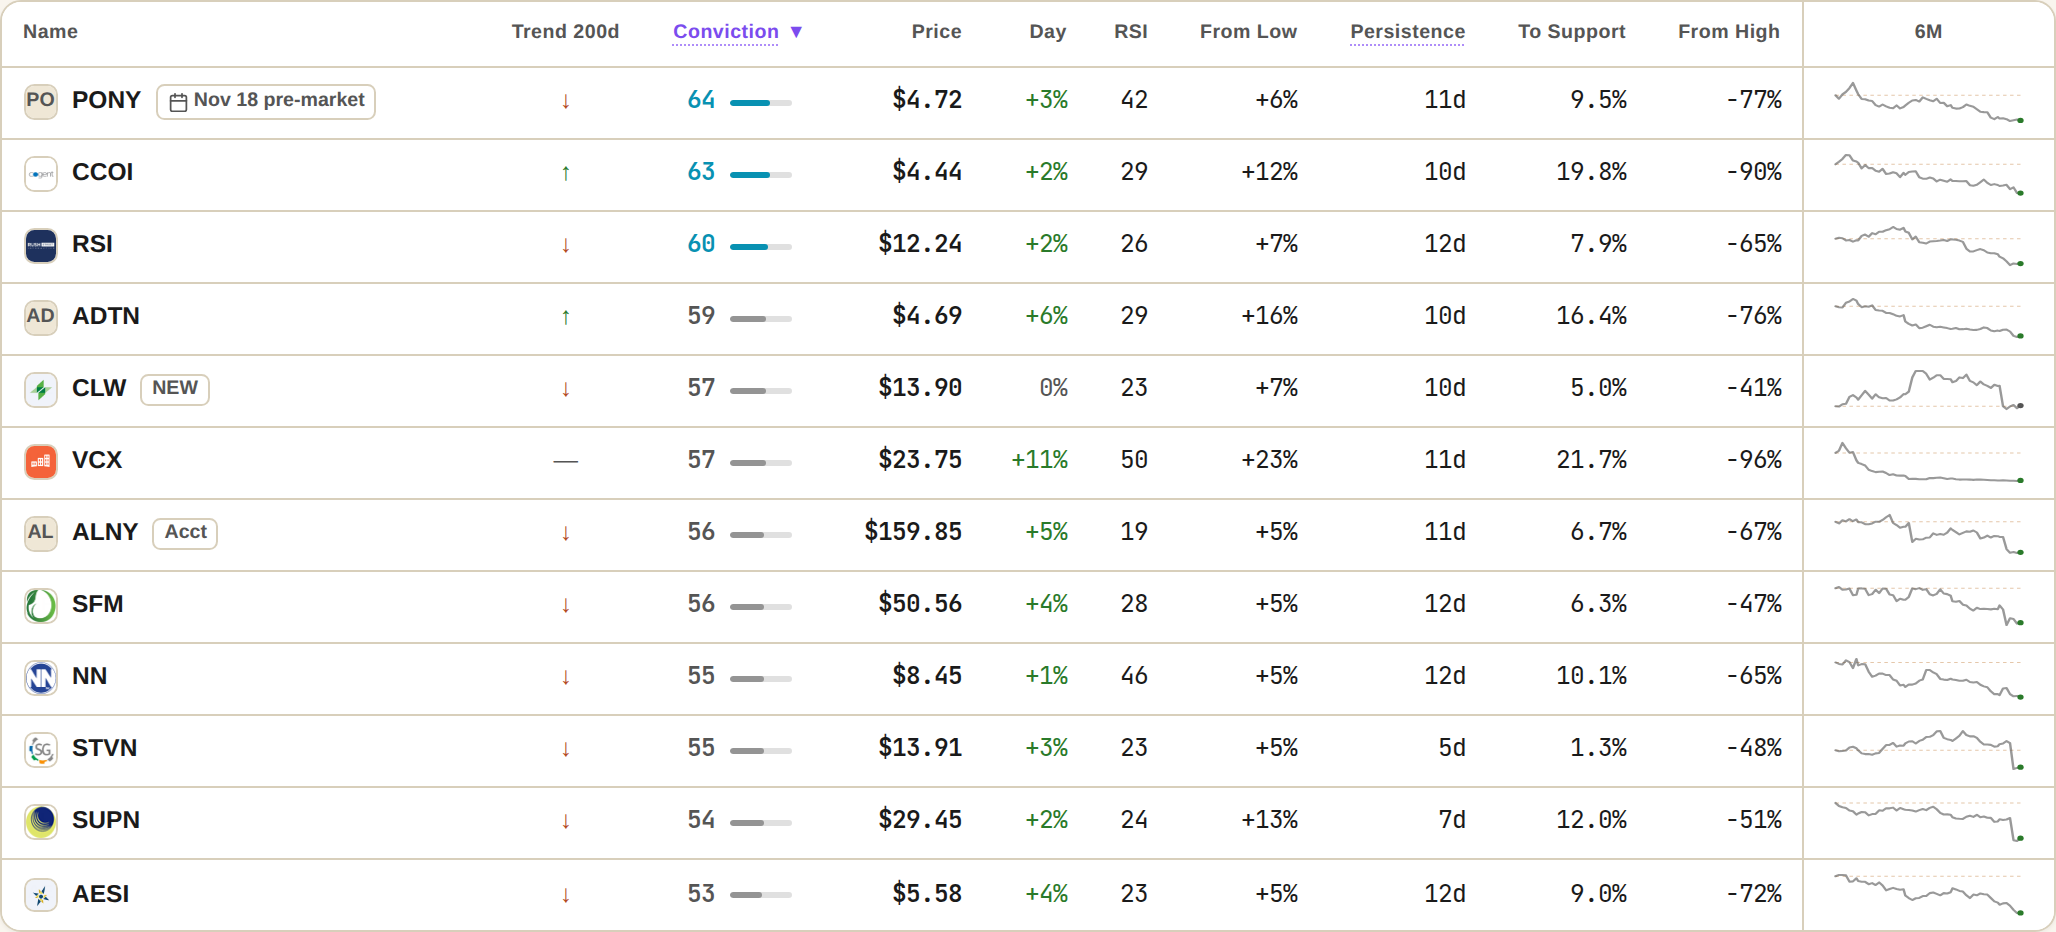 Name Trend 200d Conviction ▼ Price Day RSI From Low Persistence To Support From High 6M
PO PONY Nov 18 pre-market ↓ 64 $4.72 +3% 42 +6% 11d 9.5% -77%
cogent CCOI ↑ 63 $4.44 +2% 29 +12% 10d 19.8% -90%
RUSH STREET RSI ↓ 60 $12.24 +2% 26 +7% 12d 7.9% -65%
AD ADTN ↑ 59 $4.69 +6% 29 +16% 10d 16.4% -76%
CLW NEW ↓ 57 $13.90 0% 23 +7% 10d 5.0% -41%
VCX — 57 $23.75 +11% 50 +23% 11d 21.7% -96%
AL ALNY Acct ↓ 56 $159.85 +5% 19 +5% 11d 6.7% -67%
SFM ↓ 56 $50.56 +4% 28 +5% 12d 6.3% -47%
NN NN ↓ 55 $8.45 +1% 46 +5% 12d 10.1% -65%
SG STVN ↓ 55 $13.91 +3% 23 +5% 5d 1.3% -48%
SUPN ↓ 54 $29.45 +2% 24 +13% 7d 12.0% -51%
AESI ↓ 53 $5.58 +4% 23 +5% 12d 9.0% -72%